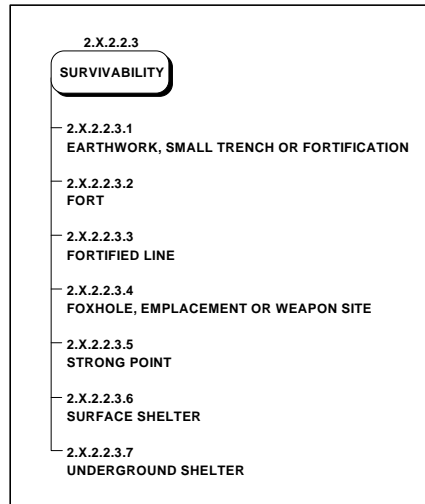 2.X.2.2.3
SURVIVABILITY
2.X.2.2.3.1
EARTHWORK, SMALL TRENCH OR FORTIFICATION
2.X.2.2.3.2
FORT
2.X.2.2.3.3
FORTIFIED LINE
2.X.2.2.3.4
FOXHOLE, EMPLACEMENT OR WEAPON SITE
2.X.2.2.3.5
STRONG POINT
2.X.2.2.3.6
SURFACE SHELTER
2.X.2.2.3.7
UNDERGROUND SHELTER